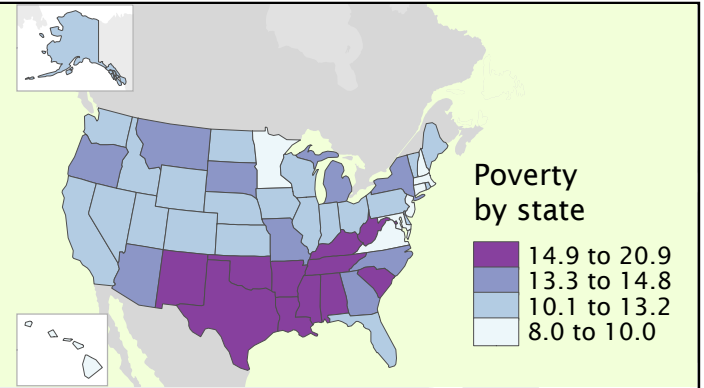 Poverty
by state
14.9 to 20.9
13.3 to 14.8
10.1 to 13.2
8.0 to 10.0